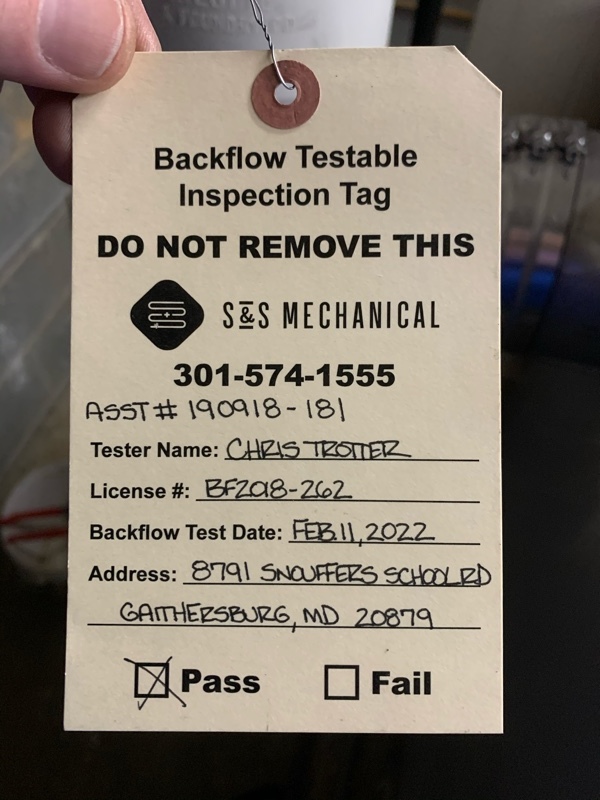 Backflow Testable
Inspection Tag
DO NOT REMOVE THIS
S&S MECHANICAL
301-574-1555
ASST# 190918-181
Tester Name: CHRIS TROTTER
License #: BF2018-262
Backflow Test Date: FEB. 11, 2022
Address: 8791 SNOUFFERS SCHOOL RD
GAITHERSBURG, MD 20879
Pass Fail